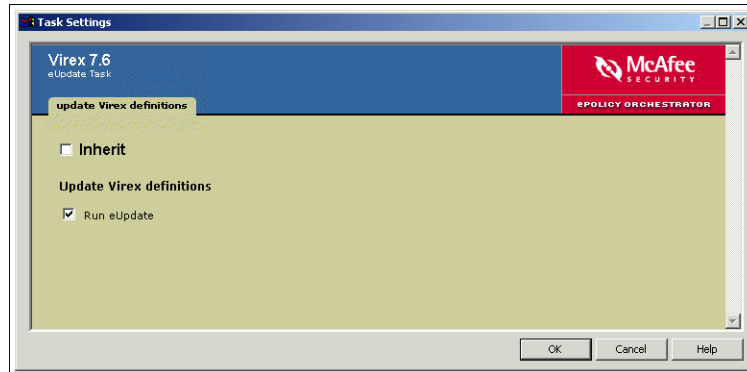 Task Settings
Virex 7.6
eUpdate Task
McAfee
SECURITY
update Virex definitions
ePOLICY ORCHESTRATOR
Inherit
Update Virex definitions
Run eUpdate
OK
Cancel
Help